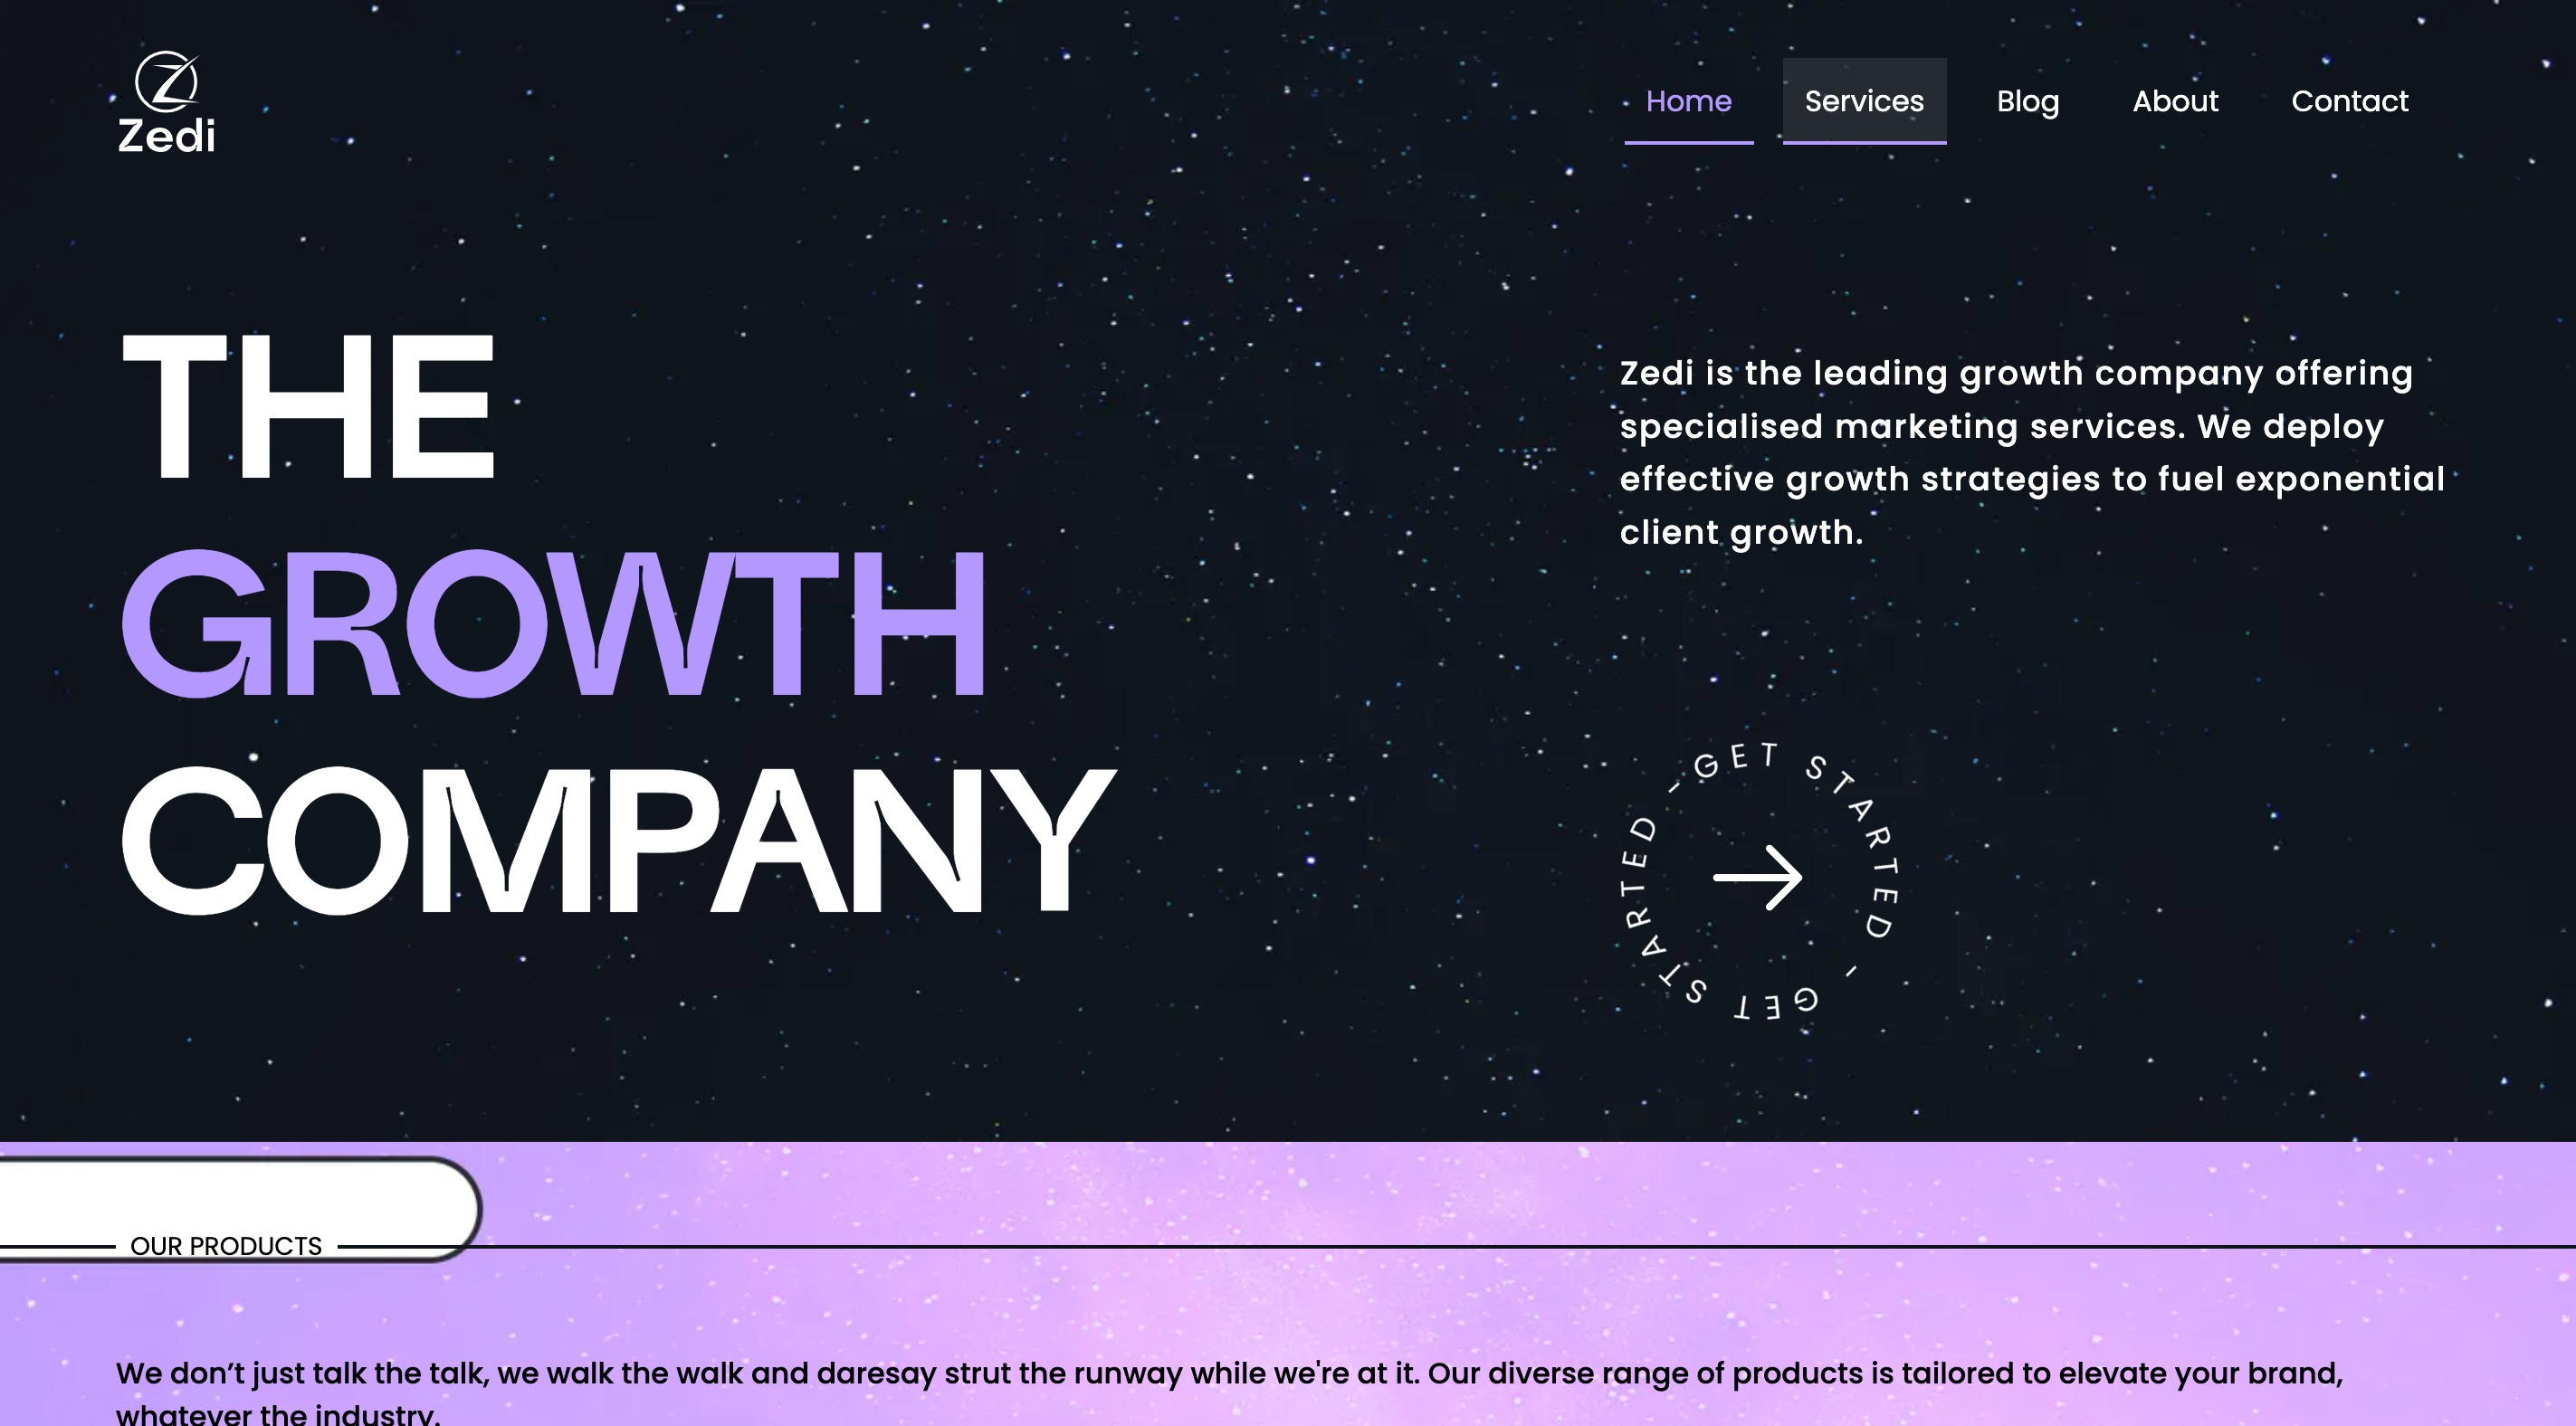 Zedi
Home Services Blog About Contact
THE
GROWTH
COMPANY
Zedi is the leading growth company offering
specialised marketing services. We deploy
effective growth strategies to fuel exponential
client growth.
GET STARTED - GET STARTED -
OUR PRODUCTS
We don’t just talk the talk, we walk the walk and daresay strut the runway while we're at it. Our diverse range of products is tailored to elevate your brand,
whatever the industry.